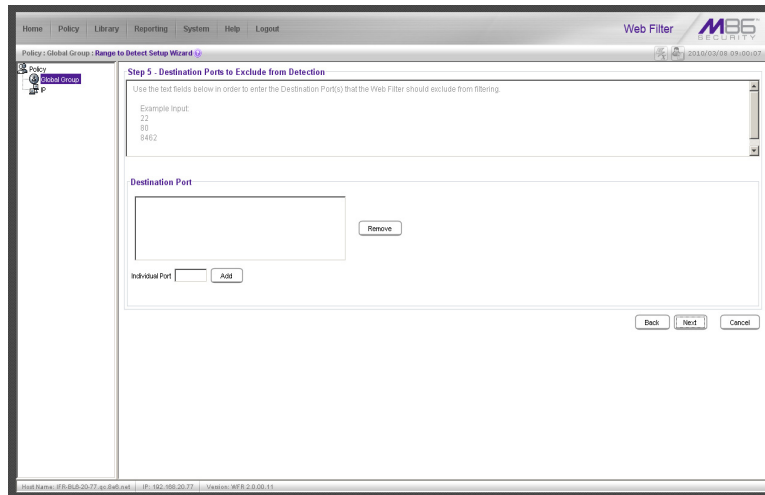 Home Policy Library Reporting System Help Logout
Web Filter
M86 SECURITY
Policy : Global Group : Range to Detect Setup Wizard
2010/03/08 09:00:07
Policy
Global Group
IP
Step 5 - Destination Ports to Exclude from Detection
Use the text fields below in order to enter the Destination Port(s) that the Web Filter should exclude from filtering.
Example Input:
22
80
8462
Destination Port
Remove
Individual Port
Add
Back Next Cancel
Host Name: IP: 192.168.20.77 Version: WFR 2.0.00.11